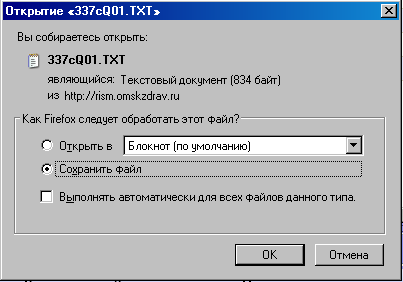 Открытие «337cQ01.TXT»
Вы собираетесь открыть:
337cQ01.TXT
являющийся: Текстовый документ (834 байт)
из http://rism.omskzdrav.ru
Как Firefox следует обработать этот файл?
Открыть в Блокнот (по умолчанию)
Сохранить файл
Выполнять автоматически для всех файлов данного типа.
OK Отмена